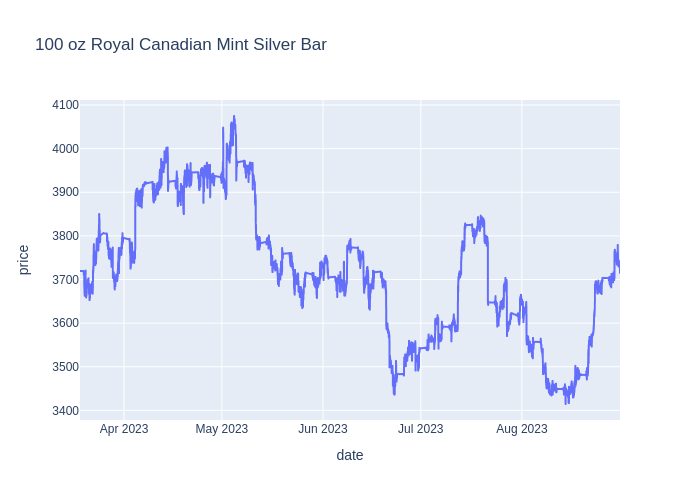 100 oz Royal Canadian Mint Silver Bar
4100
4000
3900
3800
3700
3600
3500
3400
price
Apr 2023 May 2023 Jun 2023 Jul 2023 Aug 2023
date